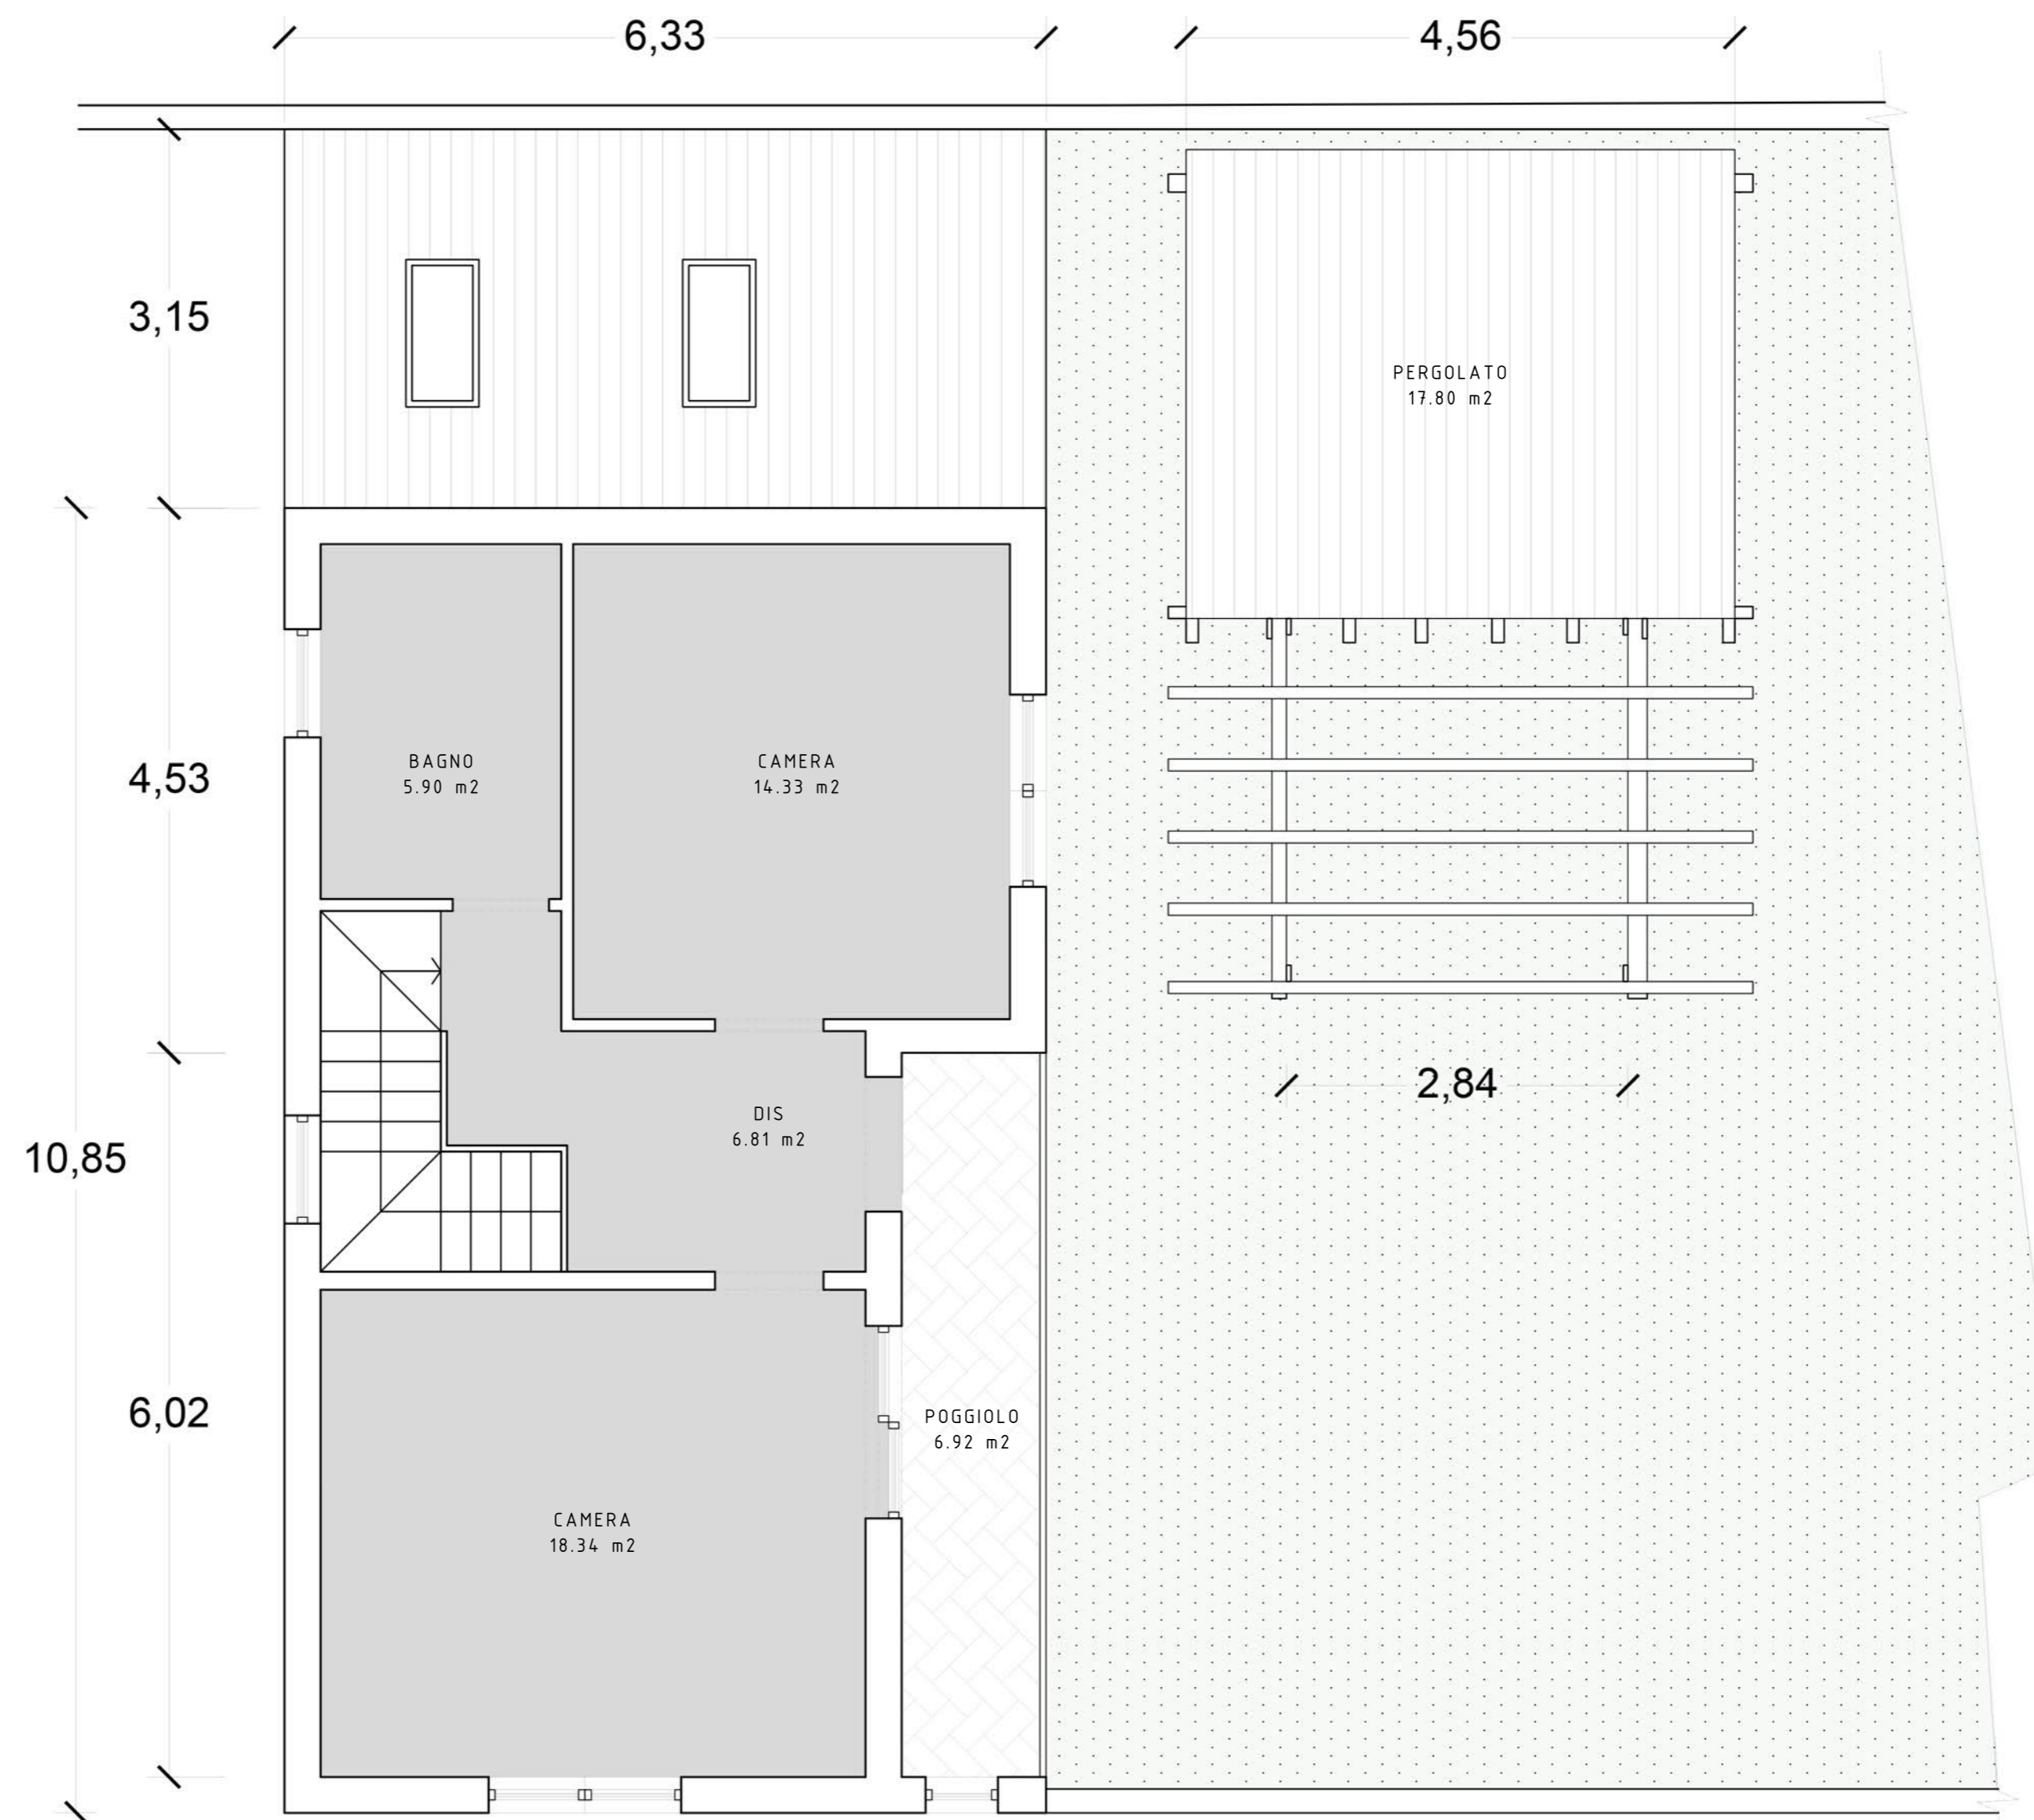 6,33
4,56
3,15
PERGOLATO
17.80 m2
4,53
BAGNO
5.90 m2
CAMERA
14.33 m2
2,84
DIS
6.81 m2
10,85
6,02
POGGIOLO
6.92 m2
CAMERA
18.34 m2